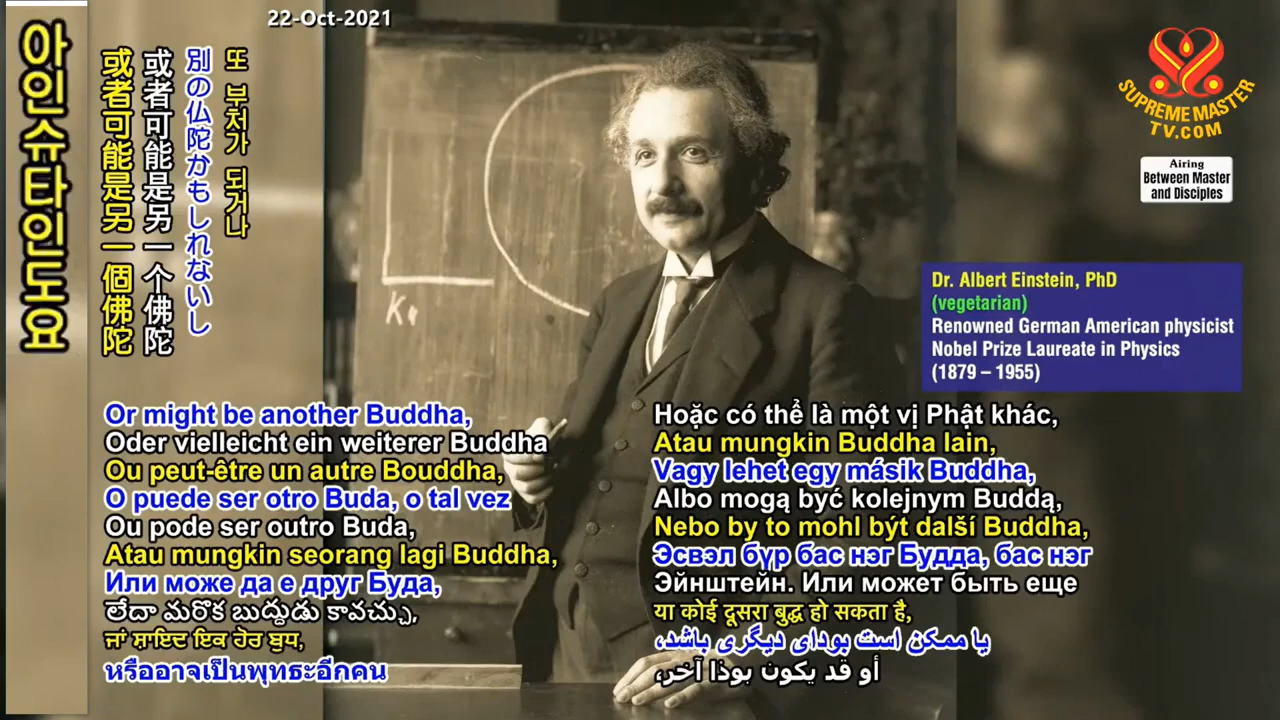 22-Oct-2021
아인슈타인도요
或者可能是另一個佛陀
或者可能是另一个佛陀
別の仏陀かもしれないし
또 부처가 되거나
SUPREME MASTER
TV.COM
Airing
Between Master
and Disciples
K4
Dr. Albert Einstein, PhD
(vegetarian)
Renowned German American physicist
Nobel Prize Laureate in Physics
(1879 – 1955)
Or might be another Buddha,
Oder vielleicht ein weiterer Buddha
Ou peut-être un autre Bouddha,
O puede ser otro Buda, o tal vez
Ou pode ser outro Buda,
Atau mungkin seorang lagi Buddha,
Или може да е друг Буда,
లేదా మరొక బుద్ధుడు కావచ్చు,
ਜਾਂ ਸ਼ਾਇਦ ਇਕ ਹੋਰ ਬੁਧ,
หรืออาจเป็นพุทธะอีกคน
Hoặc có thể là một vị Phật khác,
Atau mungkin Buddha lain,
Vagy lehet egy másik Buddha,
Albo mogą być kolejnym Buddą,
Nebo by to mohl být další Buddha,
Эсвэл бүр бас нэг Будда, бас нэг
Эйнштейн. Или может быть еще
या कोई दूसरा बुद्ध हो सकता है,
یا ممکن است بودای دیگری باشد،
أو قد يكون بوذا آخر،